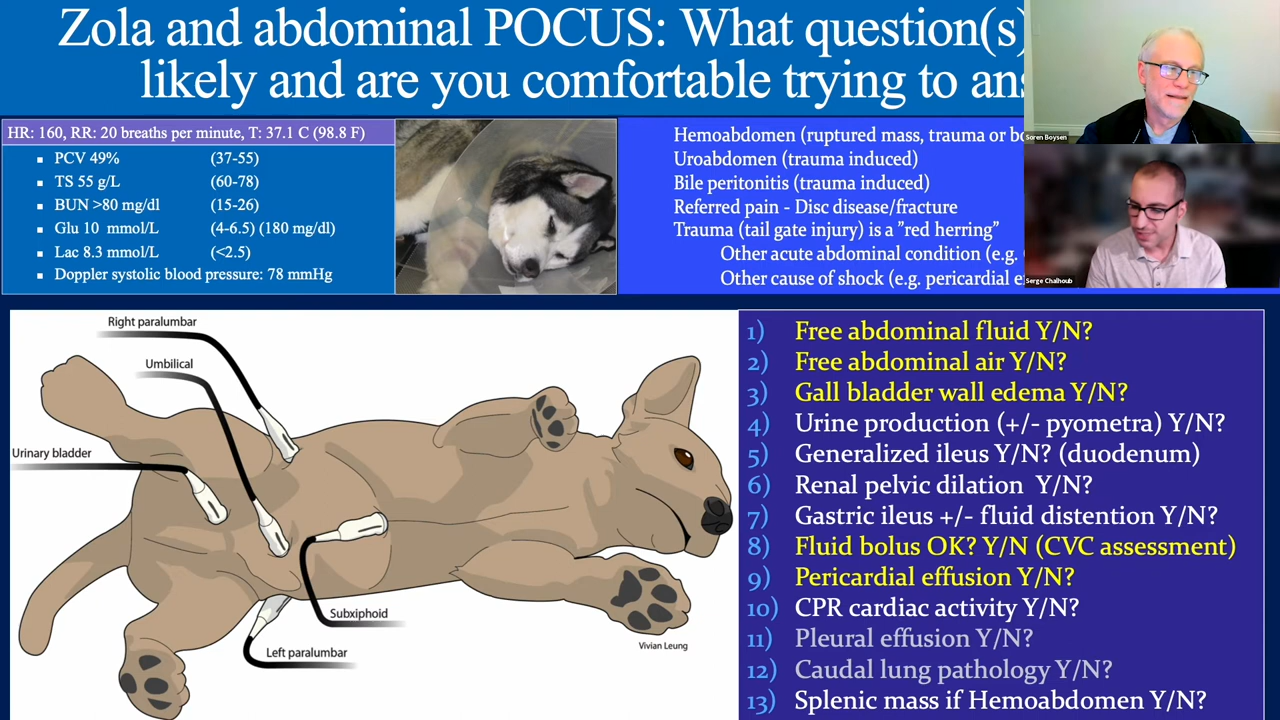 Zola and abdominal POCUS: What question(s)
likely and are you comfortable trying to
HR: 160, RR: 20 breaths per minute, T: 37.1 C (98.8 F)
▪ PCV 49% (37-55)
▪ TS 55 g/L (60-78)
▪ BUN >80 mg/dl (15-26)
▪ Glu 10 mmol/L (4-6.5) (180 mg/dl)
▪ Lac 8.3 mmol/L (<2.5)
▪ Doppler systolic blood pressure: 78 mmHg
Hemoabdomen (ruptured mass, trauma or
Uroabdomen (trauma induced)
Bile peritonitis (trauma induced)
Referred pain - Disc disease/fracture
Trauma (tail gate injury) is a ”red herring”
Other acute abdominal condition (e.g.
Other cause of shock (e.g. pericardial
Soren Boysen
Serge Chalhoub
Right paralumbar
Umbilical
Urinary bladder
Subxiphoid
Left paralumbar
Vivian Leung
1) Free abdominal fluid Y/N?
2) Free abdominal air Y/N?
3) Gall bladder wall edema Y/N?
4) Urine production (+/- pyometra) Y/N?
5) Generalized ileus Y/N? (duodenum)
6) Renal pelvic dilation Y/N?
7) Gastric ileus +/- fluid distention Y/N?
8) Fluid bolus OK? Y/N (CVC assessment)
9) Pericardial effusion Y/N?
10) CPR cardiac activity Y/N?
11) Pleural effusion Y/N?
12) Caudal lung pathology Y/N?
13) Splenic mass if Hemoabdomen Y/N?